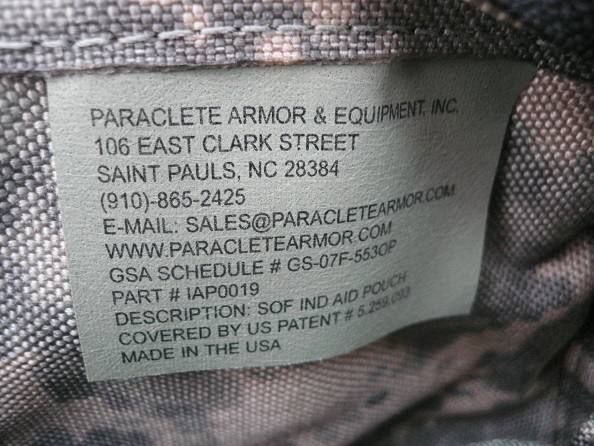 PARACLETE ARMOR & EQUIPMENT, INC.
106 EAST CLARK STREET
SAINT PAULS, NC 28384
(910)-865-2425
E-MAIL: SALES@PARACLETEARMOR.COM
WWW.PARACLETEARMOR.COM
GSA SCHEDULE # GS-07F-5530P
PART # IAP0019
DESCRIPTION: SOF IND AID POUCH
COVERED BY US PATENT # 5.259.093
MADE IN THE USA